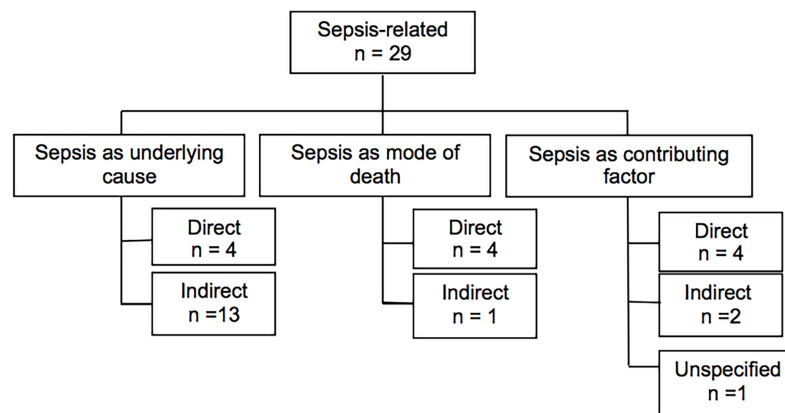 Sepsis-related
n = 29
Sepsis as underlying
cause
Sepsis as mode of
death
Sepsis as contributing
factor
Direct
n = 4
Indirect
n =13
Direct
n = 4
Indirect
n = 1
Direct
n = 4
Indirect
n =2
Unspecified
n =1